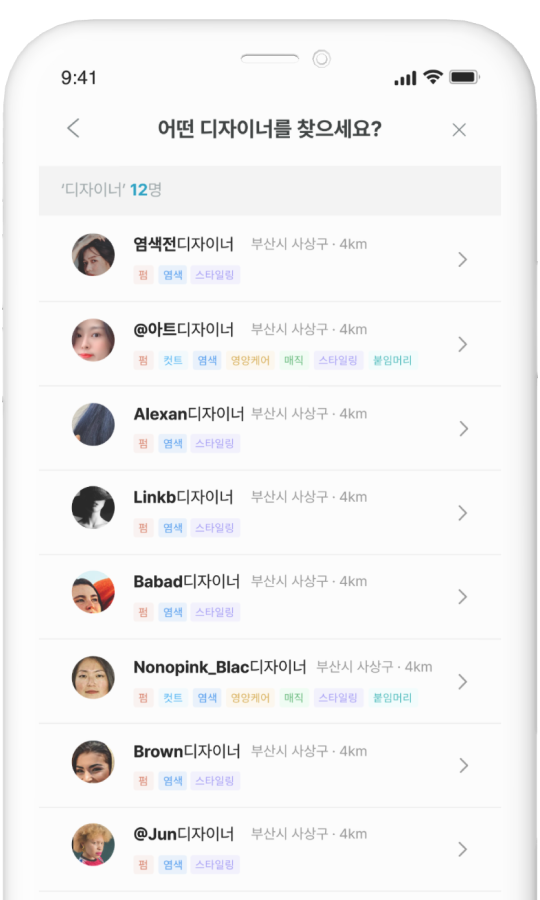 9:41
어떤 디자이너를 찾으세요?
‘디자이너’ 12명
염색전디자이너 부산시 사상구 · 4km
펌 염색 스타일링
@아트디자이너 부산시 사상구 · 4km
펌 컷트 염색 영양케어 매직 스타일링 붙임머리
Alexan디자이너 부산시 사상구 · 4km
펌 염색 스타일링
Linkb디자이너 부산시 사상구 · 4km
펌 염색 스타일링
Babad디자이너 부산시 사상구 · 4km
펌 염색 스타일링
Nonopink_Blac디자이너 부산시 사상구 · 4km
펌 컷트 염색 영양케어 매직 스타일링 붙임머리
Brown디자이너 부산시 사상구 · 4km
펌 염색 스타일링
@Jun디자이너 부산시 사상구 · 4km
펌 염색 스타일링